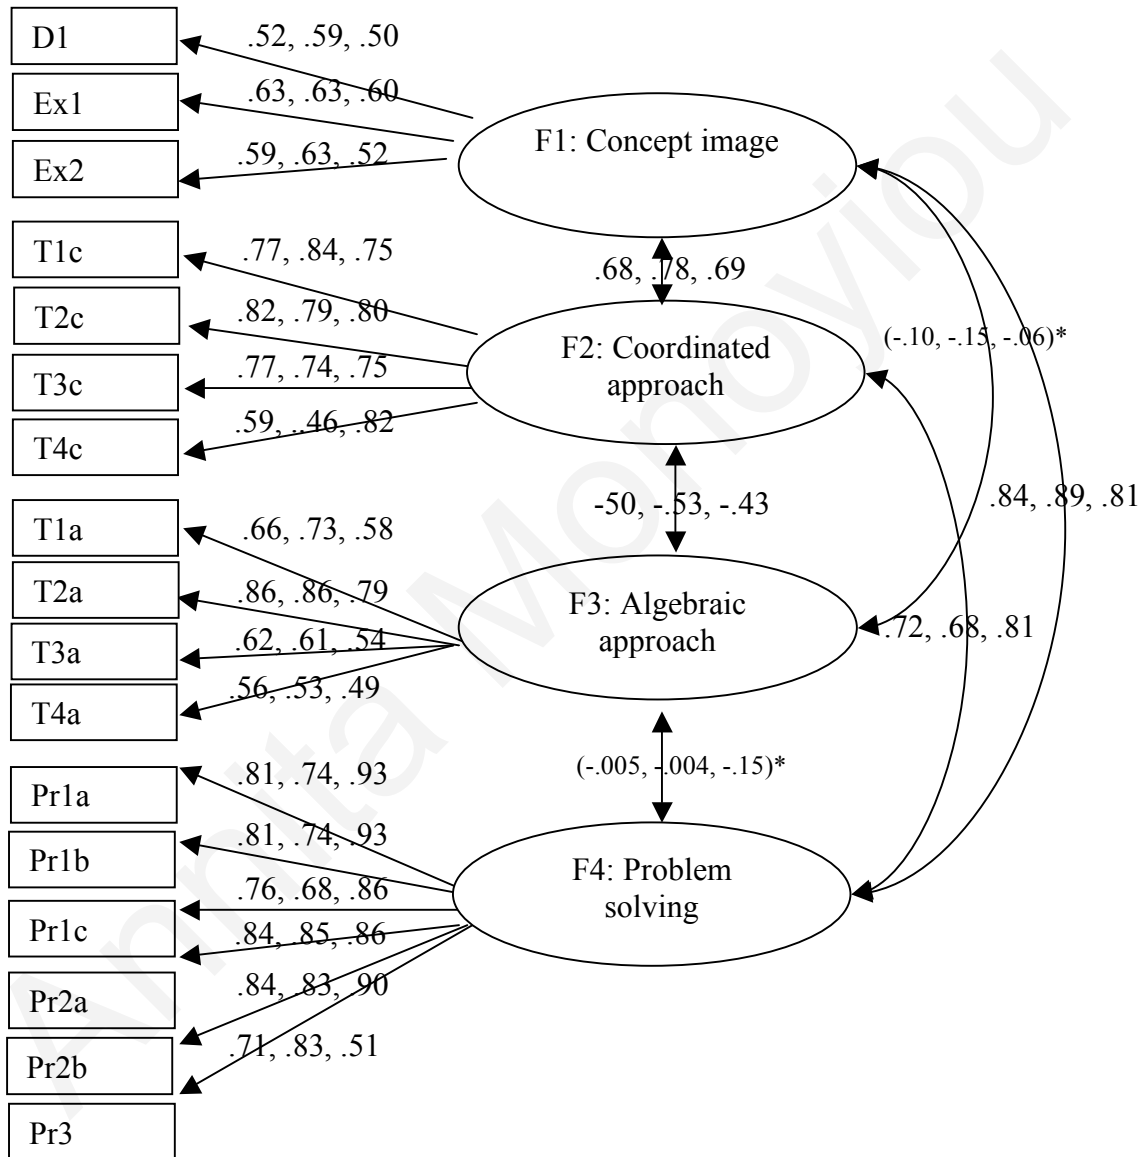 D1
.52, .59, .50
Ex1
.63, .63, .60
Ex2
.59, .63, .52
F1: Concept image
T1c
.77, .84, .75
.68, .78, .69
T2c
.82, .79, .80
T3c
.77, .74, .75
T4c
.59, ..46, .82
F2: Coordinated
approach
(-.10, -.15, -.06)*
-50, -.53, -.43
.84, .89, .81
T1a
.66, .73, .58
T2a
.86, .86, .79
T3a
.62, .61, .54
T4a
.56, .53, .49
F3: Algebraic
approach
.72, .68, .81
(-.005, -.004, -.15)*
Pr1a
.81, .74, .93
Pr1b
.81, .74, .93
Pr1c
.76, .68, .86
.84, .85, .86
Pr2a
.84, .83, .90
Pr2b
.71, .83, .51
Pr3
F4: Problem
solving
Annita Monoyiou